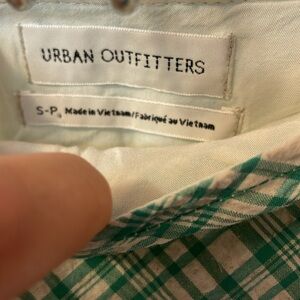 URBAN OUTFITTERS
S-P. Made in Vietnam/Fabriqué au Vietnam